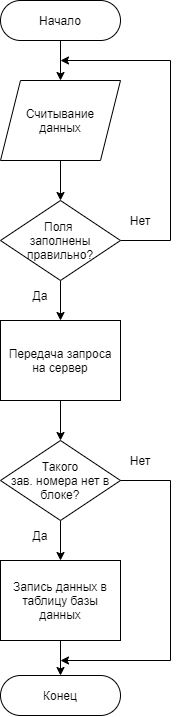 Начало
Считывание
данных
Поля
заполнены
правильно?
Нет
Да
Передача запроса
на сервер
Такого
зав. номера нет в
блоке?
Нет
Да
Запись данных в
таблицу базы
данных
Конец